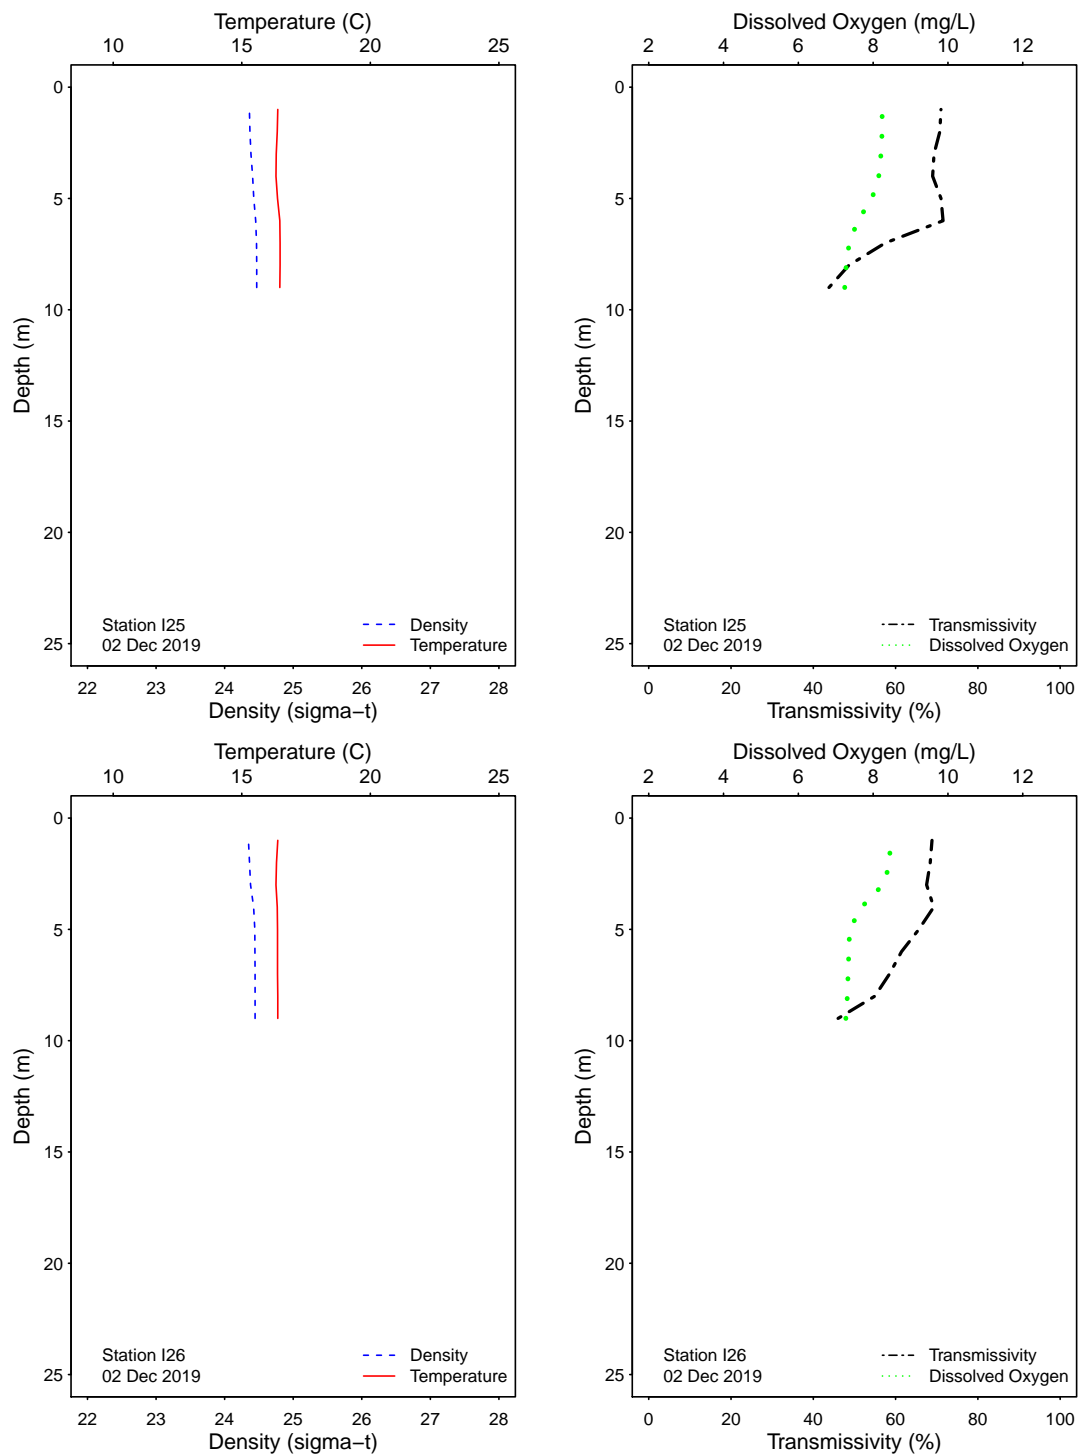 Temperature (C)
10 15 20 25
0
5
10
15
20
25
Depth (m)
Station I25
02 Dec 2019
Density
Temperature
22 23 24 25 26 27 28
Density (sigma−t)
Dissolved Oxygen (mg/L)
2 4 6 8 10 12
0
5
10
15
20
25
Depth (m)
Station I25
02 Dec 2019
Transmissivity
Dissolved Oxygen
0 20 40 60 80 100
Transmissivity (%)
Temperature (C)
10 15 20 25
0
5
10
15
20
25
Depth (m)
Station I26
02 Dec 2019
Density
Temperature
22 23 24 25 26 27 28
Density (sigma−t)
Dissolved Oxygen (mg/L)
2 4 6 8 10 12
0
5
10
15
20
25
Depth (m)
Station I26
02 Dec 2019
Transmissivity
Dissolved Oxygen
0 20 40 60 80 100
Transmissivity (%)